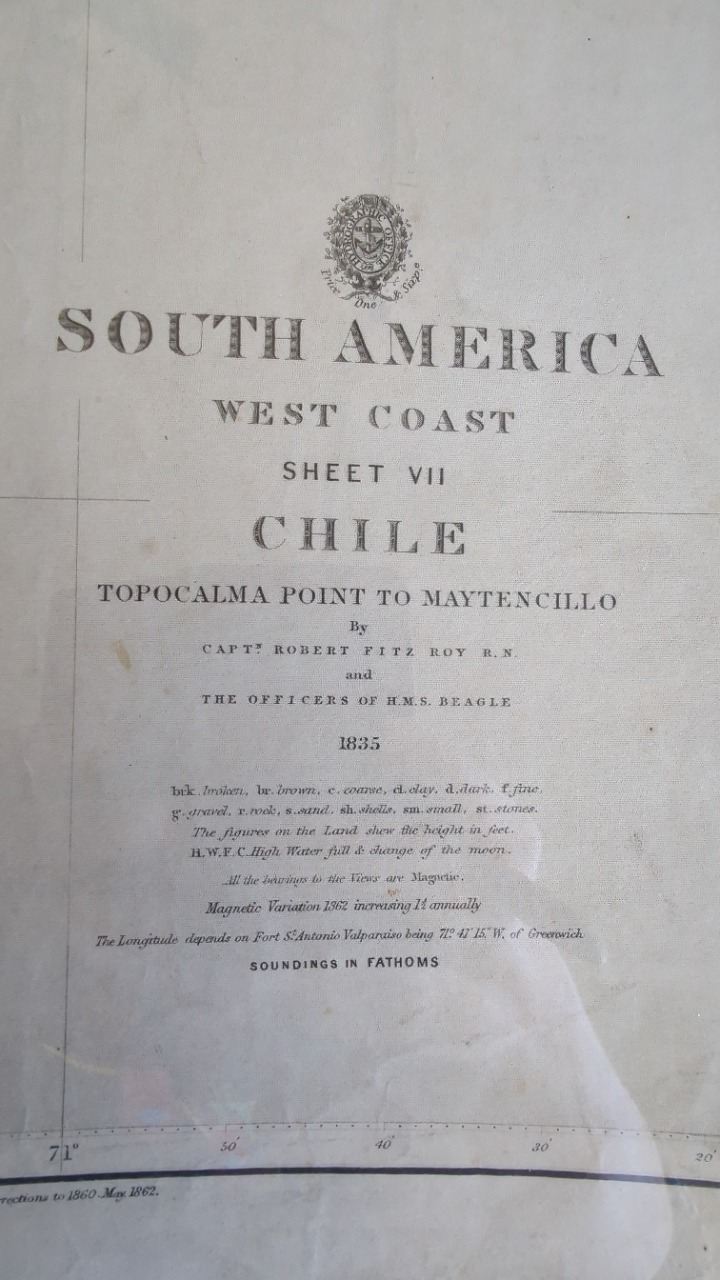 HYDROGRAPHIC OFFICE
Price One & Sixpce
SOUTH AMERICA
WEST COAST
SHEET VII
CHILE
TOPOCALMA POINT TO MAYTENCILLO
By
CAPTN ROBERT FITZ ROY R.N.
and
THE OFFICERS OF H.M.S. BEAGLE
1835
brk. broken, br. brown, c. coarse, cl. clay, d. dark, f. fine,
g. gravel, r. rock, s. sand, sh. shells, sm. small, st. stones.
The figures on the Land shew the height in feet.
H.W.F.C. High Water full & change of the moon.
All the bearings to the Views are Magnetic.
Magnetic Variation 1862 increasing annually
The Longitude depends on Fort St. Antonio Valparaiso being 71° 41' 15" W. of Greenwich
SOUNDINGS IN FATHOMS
71° 50' 40' 30' 20'
rections to 1860. May 1862.